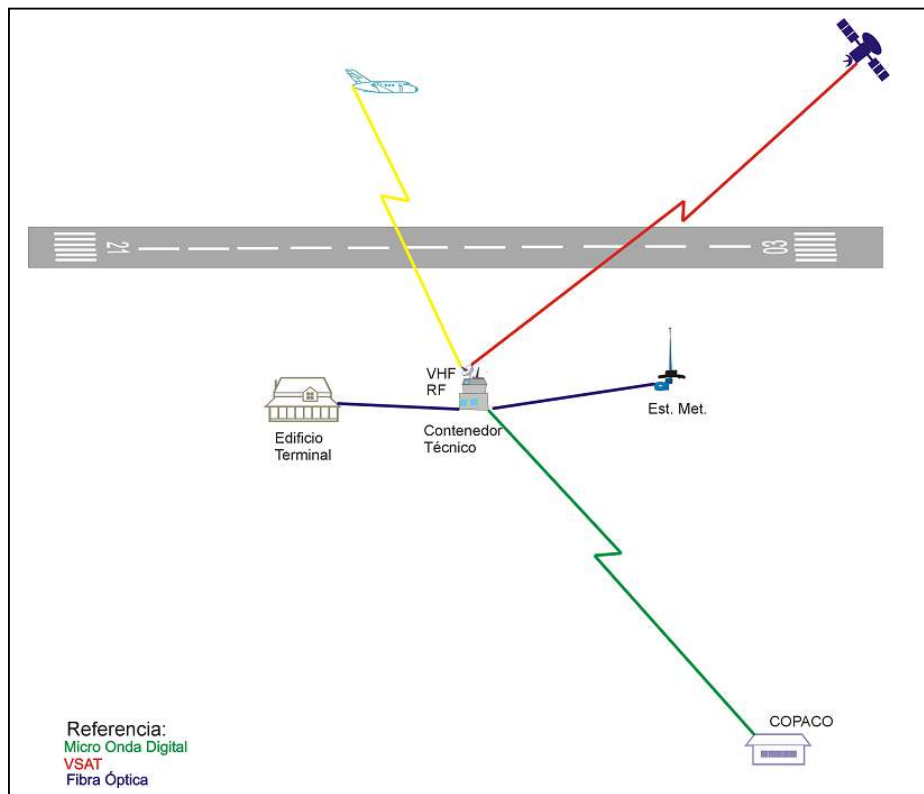 21
03
VHF
RF
Est. Met.
Edificio
Terminal
Contenedor
Técnico
COPACO
Referencia:
Micro Onda Digital
VSAT
Fibra Óptica